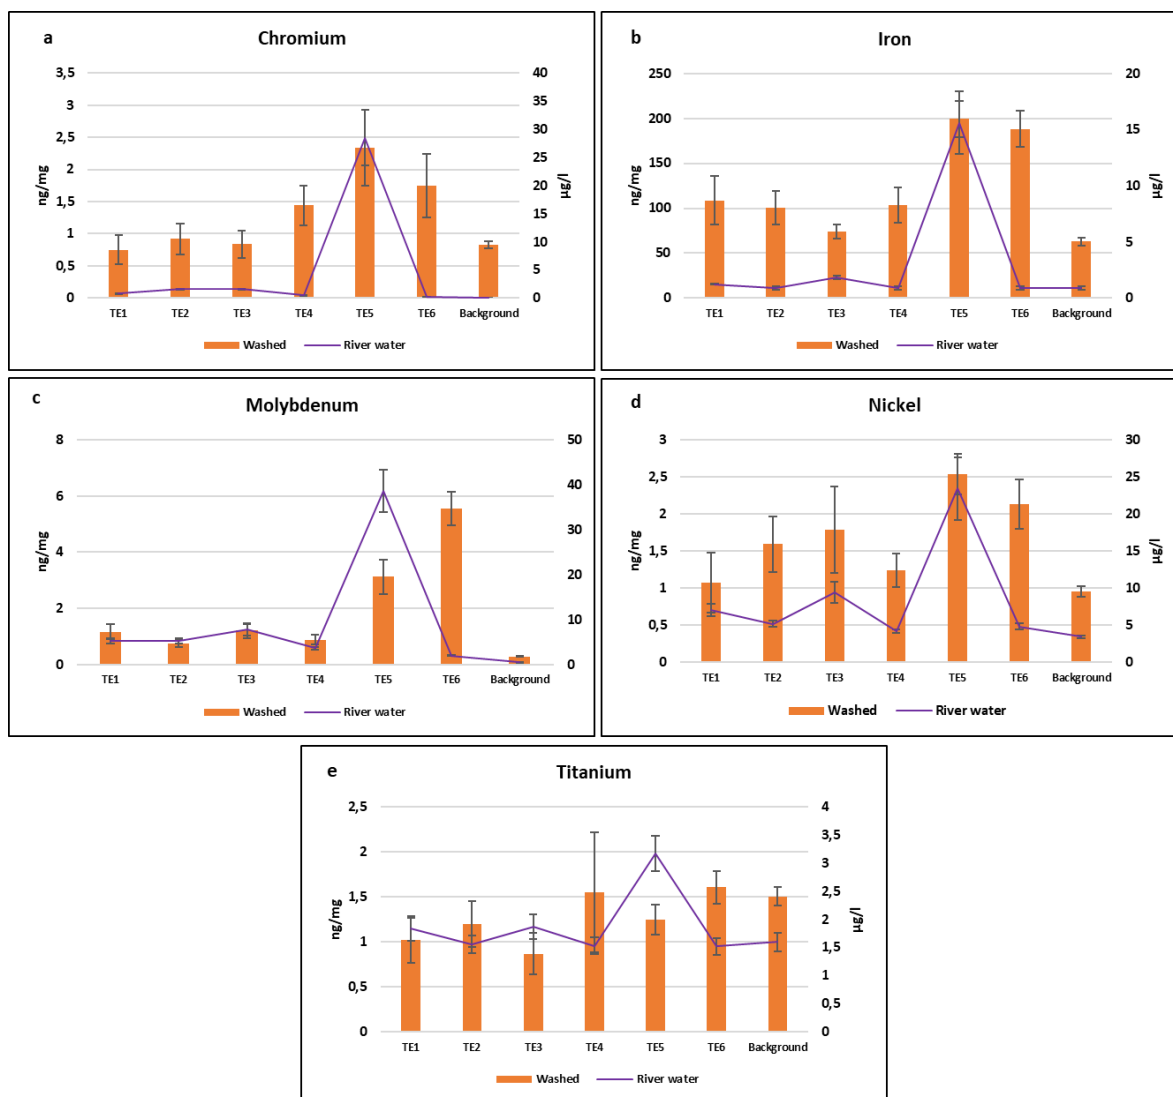 a
Chromium
3,5
3
2,5
2
1,5
1
0,5
0
ng/mg
40
35
30
25
20
15
10
5
0
µg/l
TE1 TE2 TE3 TE4 TE5 TE6 Background
Washed River water
b
Iron
250
200
150
100
50
0
ng/mg
20
15
10
5
0
µg/l
TE1 TE2 TE3 TE4 TE5 TE6 Background
Washed River water
c
Molybdenum
8
6
4
2
0
ng/mg
50
40
30
20
10
0
µg/l
TE1 TE2 TE3 TE4 TE5 TE6 Background
Washed River water
d
Nickel
3
2,5
2
1,5
1
0,5
0
ng/mg
30
25
20
15
10
5
0
µg/l
TE1 TE2 TE3 TE4 TE5 TE6 Background
Washed River water
e
Titanium
2,5
2
1,5
1
0,5
0
ng/mg
4
3,5
3
2,5
2
1,5
1
0,5
0
µg/l
TE1 TE2 TE3 TE4 TE5 TE6 Background
Washed River water